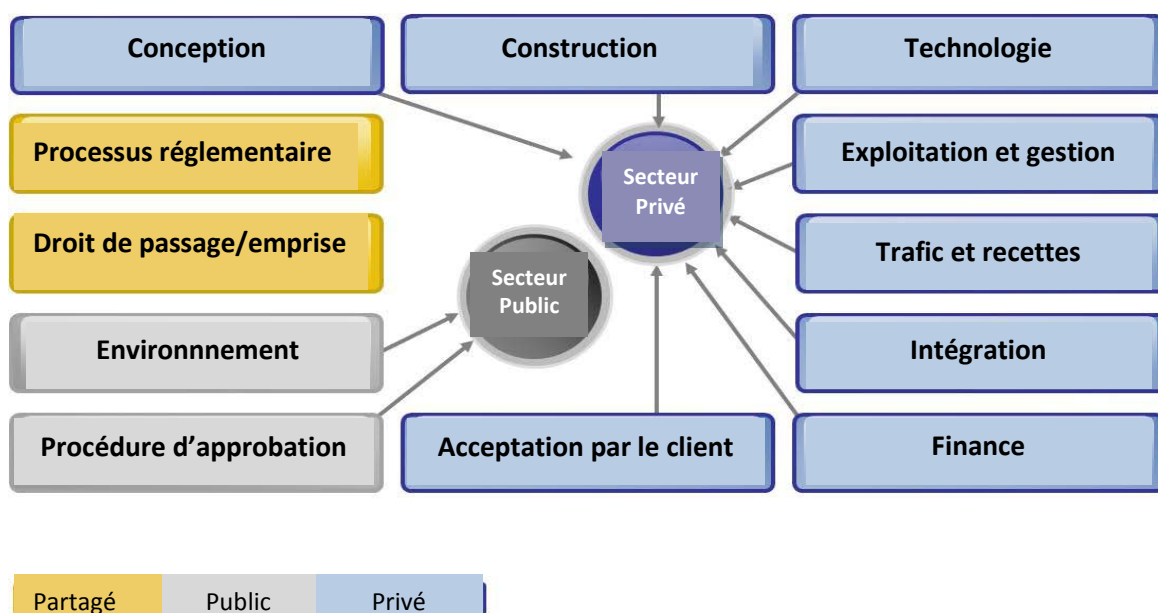 Conception
Construction
Technologie
Processus réglementaire
Secteur
Privé
Exploitation et gestion
Droit de passage/emprise
Secteur
Public
Trafic et recettes
Environnnement
Intégration
Procédure d’approbation
Acceptation par le client
Finance
Partagé
Public
Privé